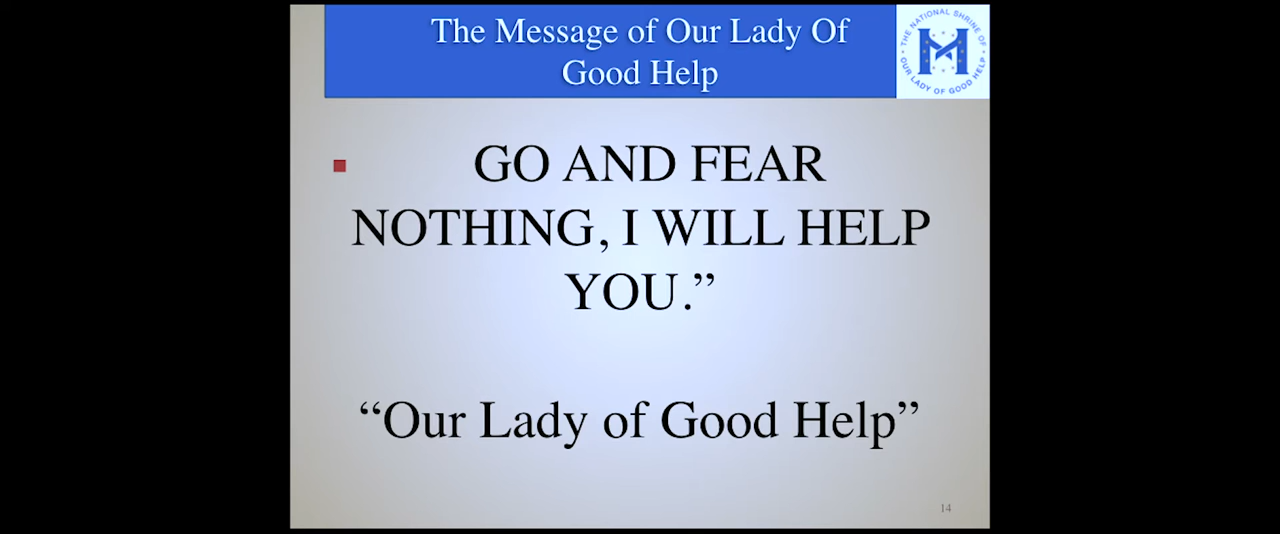 The Message of Our Lady Of
Good Help
THE NATIONAL SHRINE OF
OUR LADY OF GOOD HELP
▪ GO AND FEAR
NOTHING, I WILL HELP
YOU.”
“Our Lady of Good Help”
14